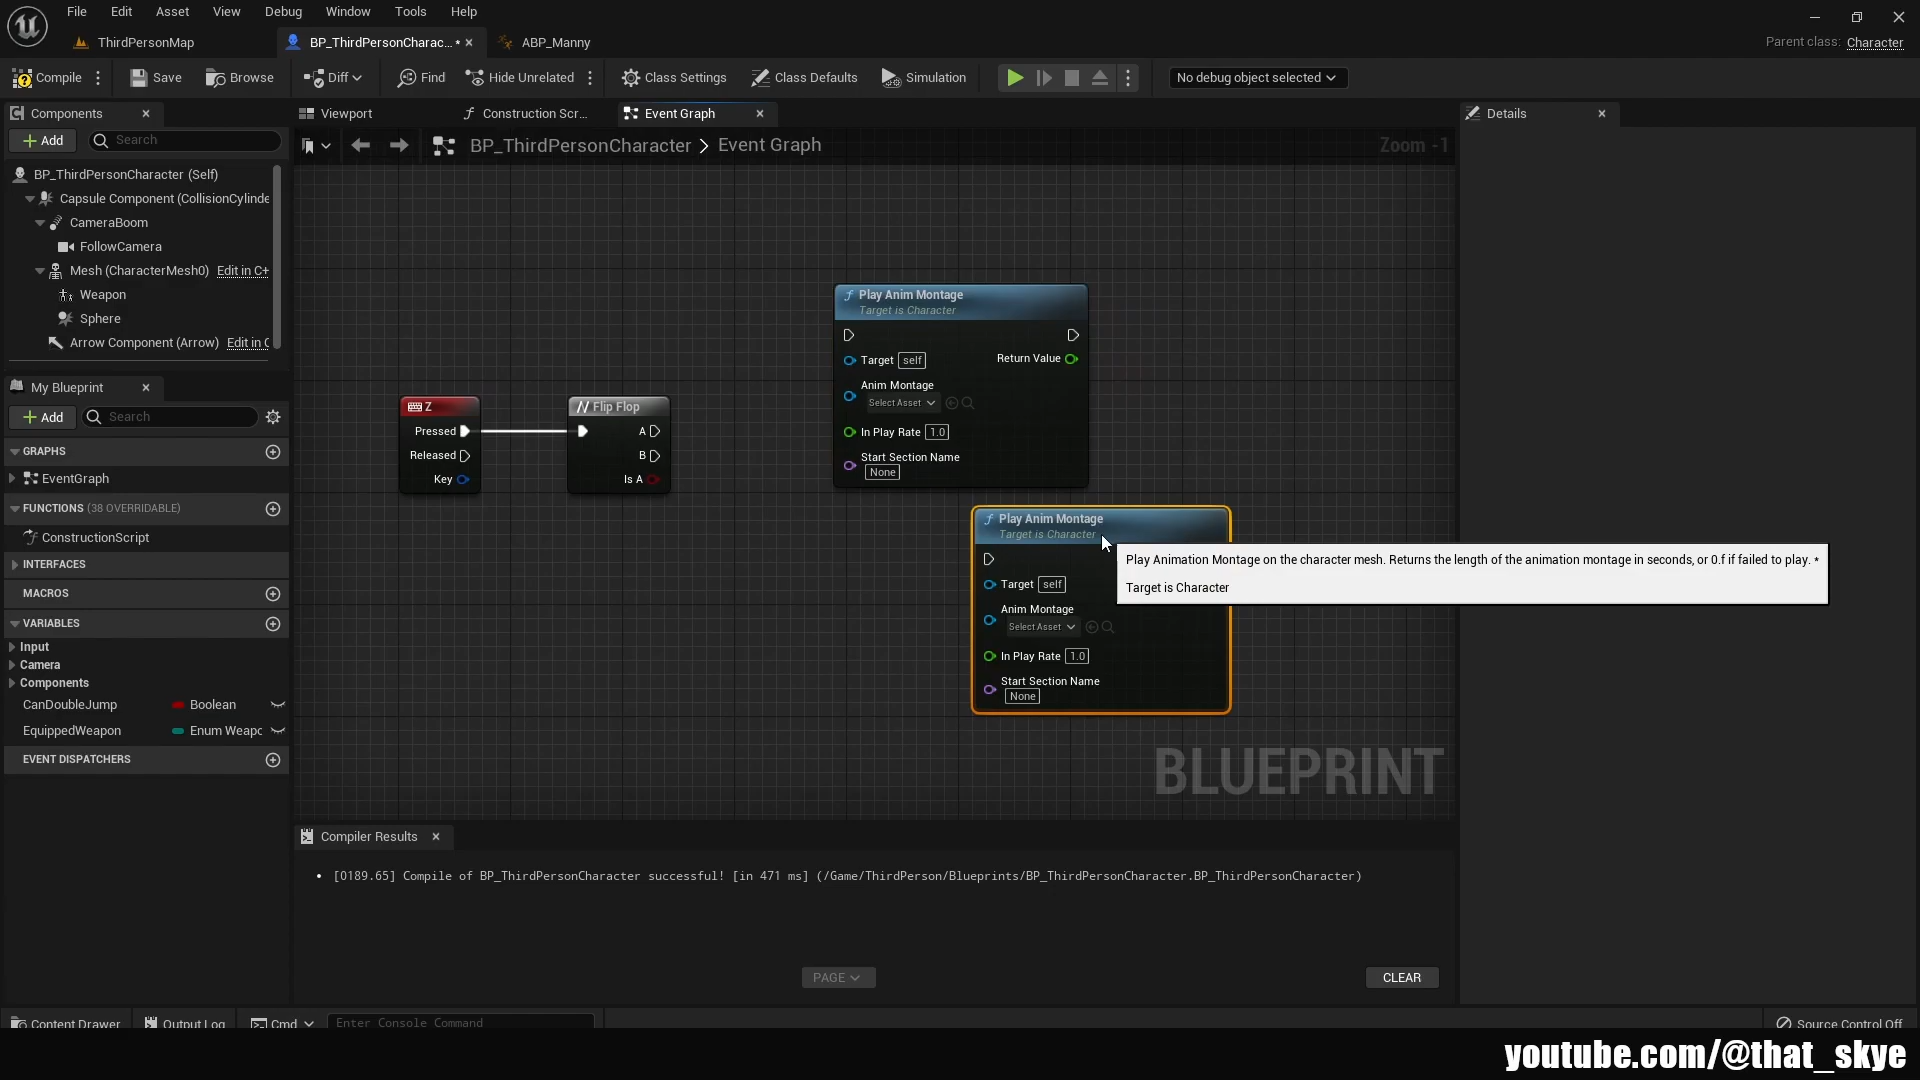 File Edit Asset View Debug Window Tools Help
ThirdPersonMap
BP_ThirdPersonCharac... *
ABP_Manny
Parent class: Character
Compile
Save
Browse
Diff
Find
Hide Unrelated
Class Settings
Class Defaults
Simulation
No debug object selected
Components
Viewport
Construction Scr...
Event Graph
Details
Add
Search
BP_ThirdPersonCharacter > Event Graph
Zoom -1
BP_ThirdPersonCharacter (Self)
Capsule Component (CollisionCylinde
CameraBoom
FollowCamera
Mesh (CharacterMesh0) Edit in C+
Weapon
Sphere
Arrow Component (Arrow) Edit in C
My Blueprint
Add
Search
GRAPHS
EventGraph
FUNCTIONS (38 OVERRIDABLE)
ConstructionScript
INTERFACES
MACROS
VARIABLES
Input
Camera
Components
CanDoubleJump Boolean
EquippedWeapon Enum Weapo
EVENT DISPATCHERS
Z
Pressed
Released
Key
Flip Flop
A
B
Is A
Play Anim Montage
Target is Character
Target self
Return Value
Anim Montage
Select Asset
In Play Rate 1.0
Start Section Name
None
Play Anim Montage
Target is Character
Target self
Anim Montage
Select Asset
In Play Rate 1.0
Start Section Name
None
Play Animation Montage on the character mesh. Returns the length of the animation montage in seconds, or 0.f if failed to play. *
Target is Character
BLUEPRINT
Compiler Results
• [0189.65] Compile of BP_ThirdPersonCharacter successful! [in 471 ms] (/Game/ThirdPerson/Blueprints/BP_ThirdPersonCharacter.BP_ThirdPersonCharacter)
PAGE
CLEAR
Content Drawer
Output Log
Cmd
Enter Console Command
Source Control Off
youtube.com/@that_skye